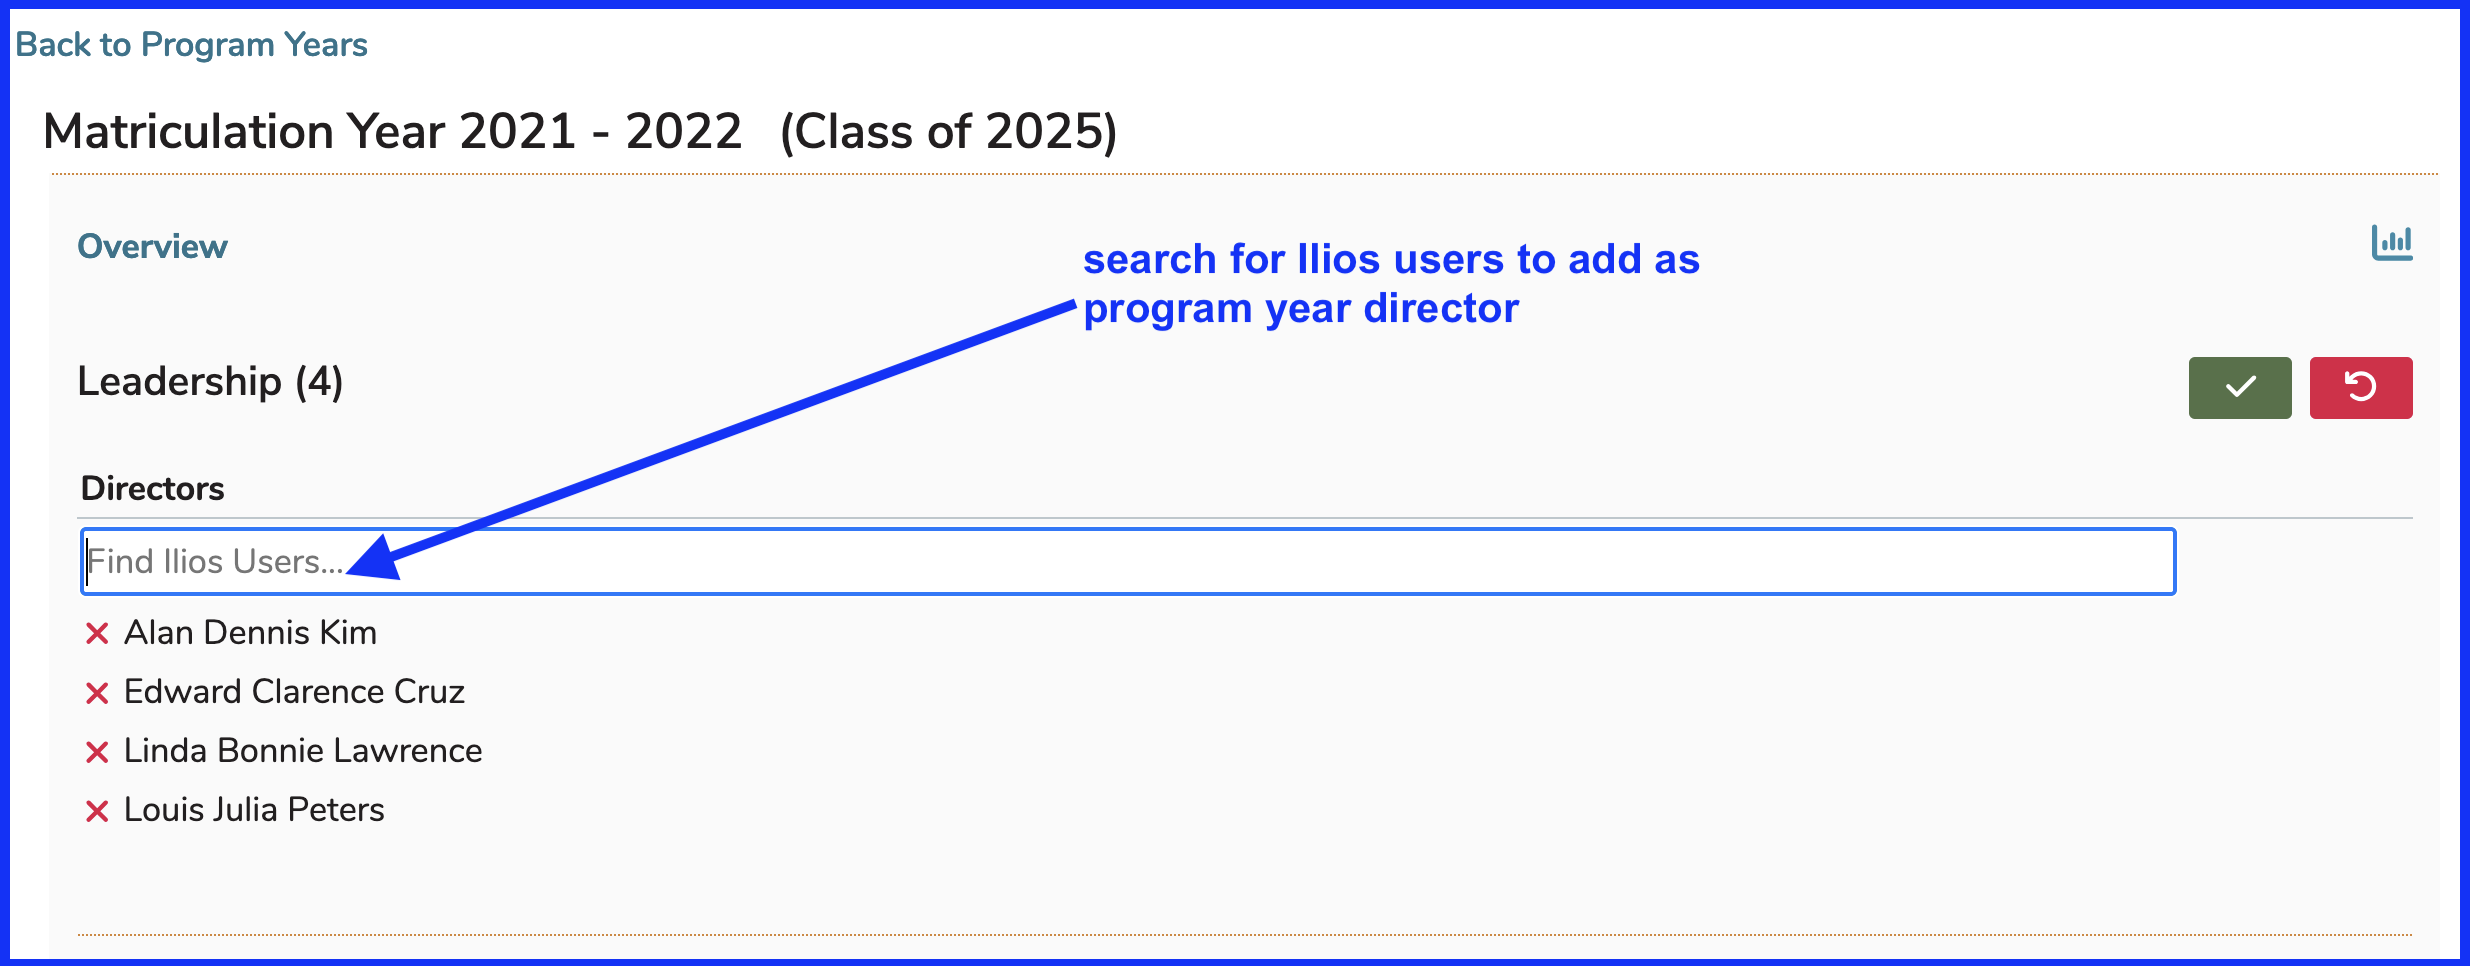 Back to Program Years
Matriculation Year 2021 - 2022 (Class of 2025)
Overview
search for Ilios users to add as
program year director
Leadership (4)
Directors
Find Ilios Users...
Alan Dennis Kim
Edward Clarence Cruz
Linda Bonnie Lawrence
Louis Julia Peters